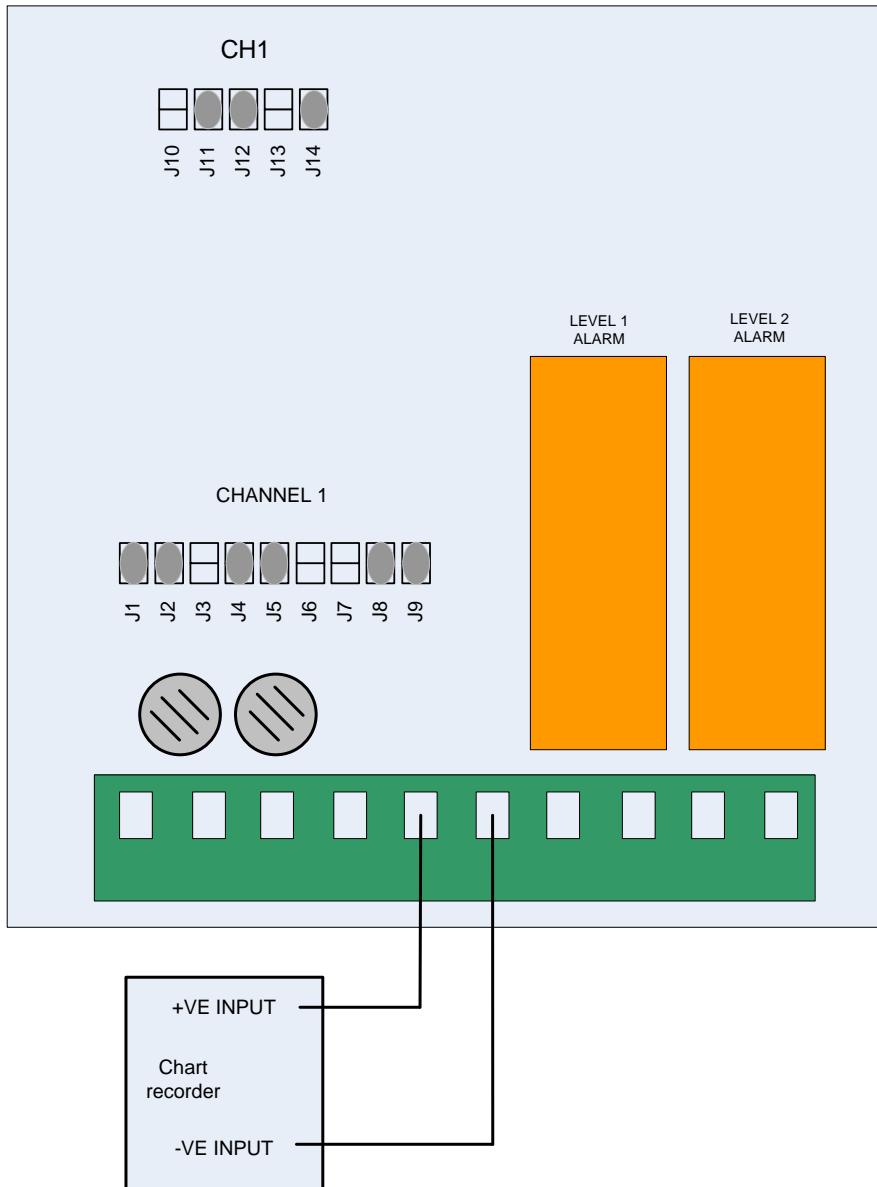 CH1
J10 J11 J12 J13 J14
LEVEL 1
ALARM
LEVEL 2
ALARM
CHANNEL 1
J1 J2 J3 J4 J5 J6 J7 J8 J9
+VE INPUT
Chart
recorder
-VE INPUT